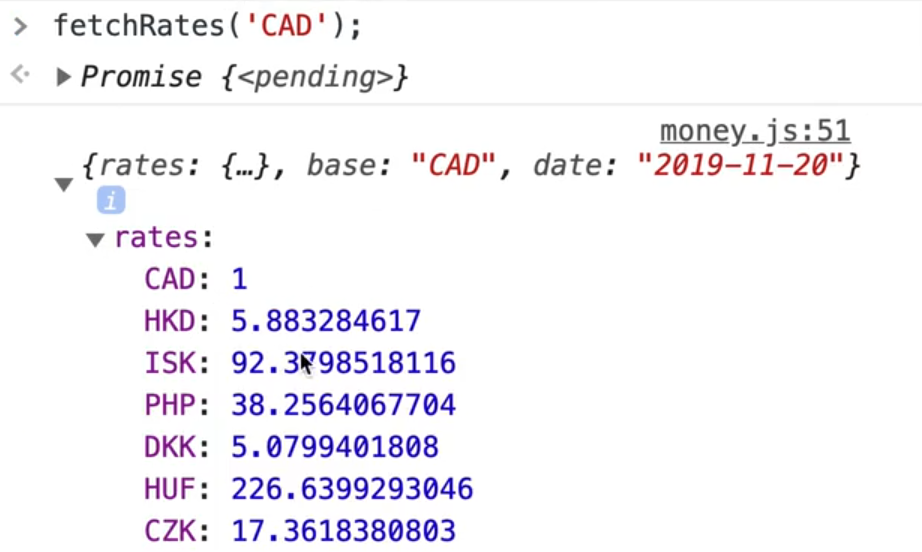 > fetchRates('CAD');
<· ▶ Promise {<pending>}
money.js:51
▼ {rates: {…}, base: "CAD", date: "2019-11-20"}
i
▼ rates:
CAD: 1
HKD: 5.883284617
ISK: 92.3798518116
PHP: 38.2564067704
DKK: 5.0799401808
HUF: 226.6399293046
CZK: 17.3618380803